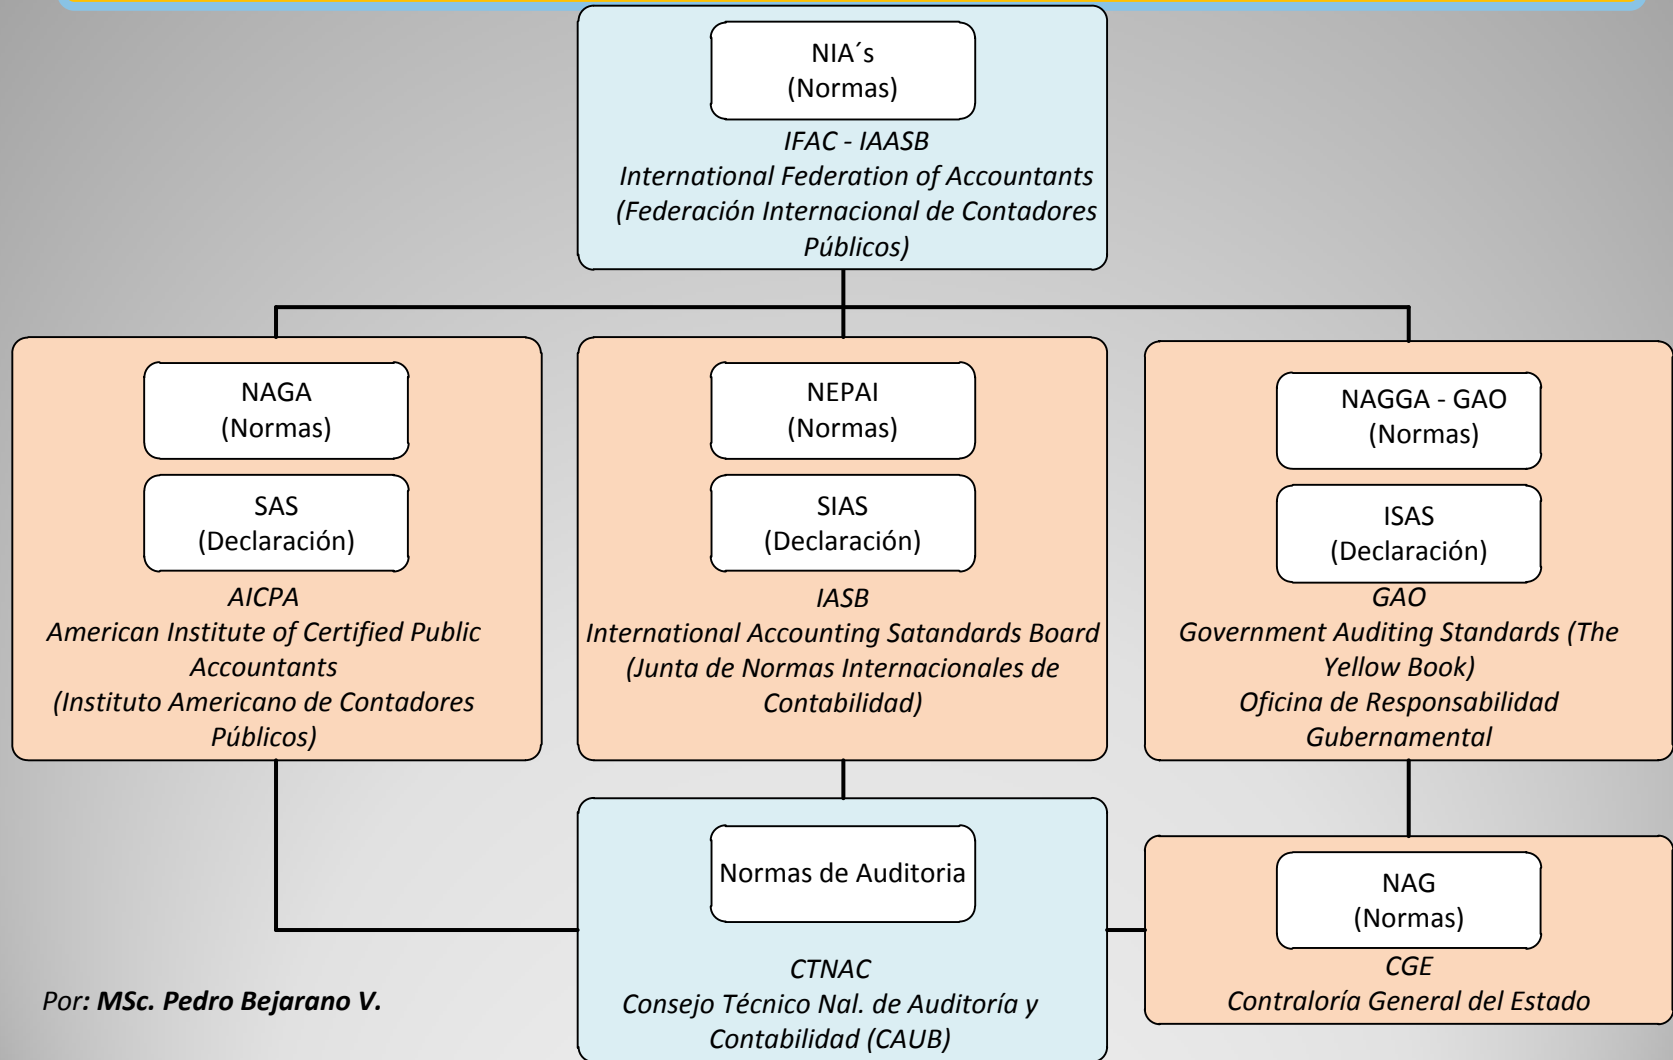 NIA´s
(Normas)
IFAC - IAASB
International Federation of Accountants
(Federación Internacional de Contadores
Públicos)
NAGA
(Normas)
SAS
(Declaración)
AICPA
American Institute of Certified Public
Accountants
(Instituto Americano de Contadores
Públicos)
NEPAI
(Normas)
SIAS
(Declaración)
IASB
International Accounting Satandards Board
(Junta de Normas Internacionales de
Contabilidad)
NAGGA - GAO
(Normas)
ISAS
(Declaración)
GAO
Government Auditing Standards (The
Yellow Book)
Oficina de Responsabilidad
Gubernamental
Normas de Auditoria
CTNAC
Consejo Técnico Nal. de Auditoría y
Contabilidad (CAUB)
NAG
(Normas)
CGE
Contraloría General del Estado
Por: MSc. Pedro Bejarano V.